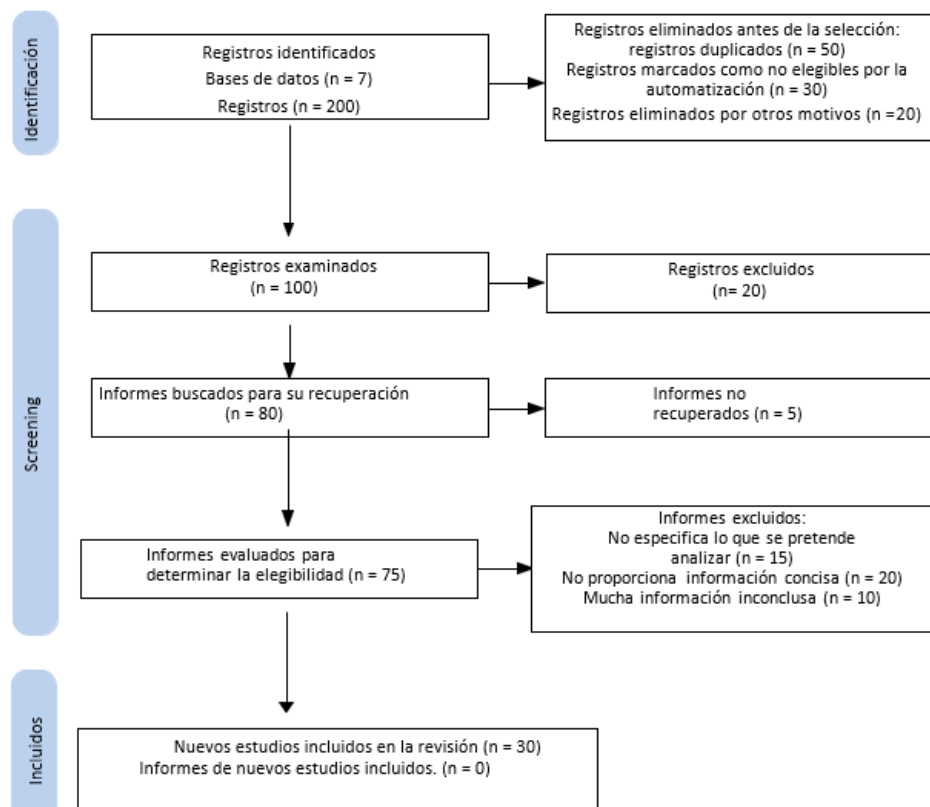 Identificación
Registros identificados
Bases de datos (n = 7)
Registros (n = 200)
Registros eliminados antes de la selección:
registros duplicados (n = 50)
Registros marcados como no elegibles por la
automatización (n = 30)
Registros eliminados por otros motivos (n =20)
Screening
Registros examinados
(n = 100)
Registros excluidos
(n= 20)
Informes buscados para su recuperación
(n = 80)
Informes no
recuperados (n = 5)
Informes evaluados para
determinar la elegibilidad (n = 75)
Informes excluidos:
No especifica lo que se pretende
analizar (n = 15)
No proporciona información concisa (n = 20)
Mucha información inconclusa (n = 10)
Incluidos
Nuevos estudios incluidos en la revisión (n = 30)
Informes de nuevos estudios incluidos. (n = 0)